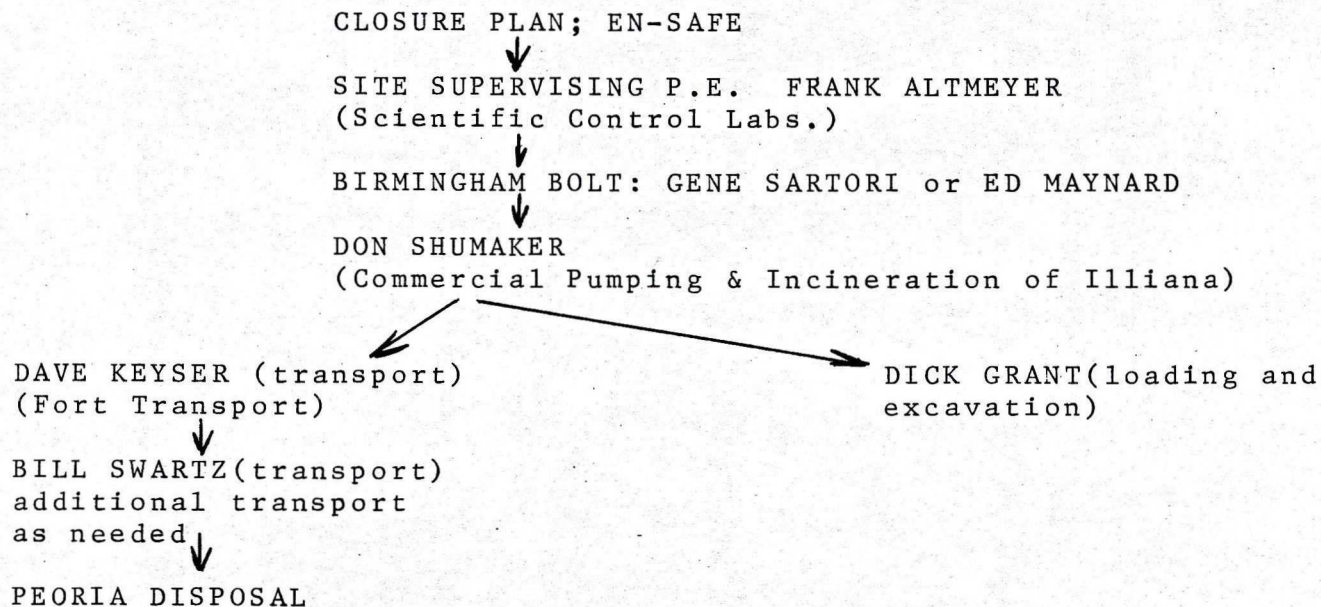 CLOSURE PLAN; EN-SAFE
SITE SUPERVISING P.E. FRANK ALTMEYER
(Scientific Control Labs.)
BIRMINGHAM BOLT: GENE SARTORI or ED MAYNARD
DON SHUMAKER
(Commercial Pumping & Incineration of Illiana)
DAVE KEYSER (transport)
(Fort Transport)
DICK GRANT(loading and
excavation)
BILL SWARTZ(transport)
additional transport
as needed
PEORIA DISPOSAL